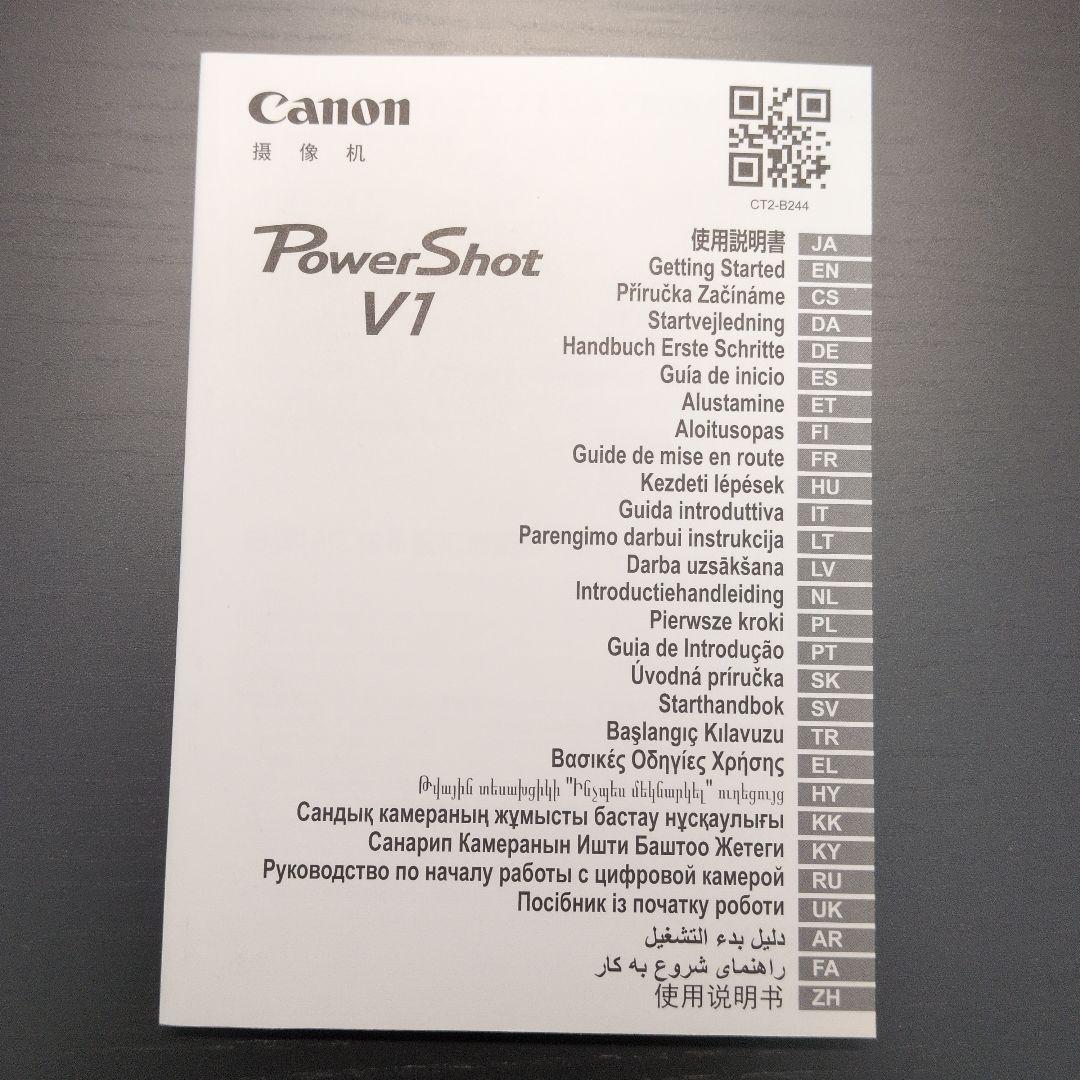 Canon
摄 像 机
CT2-B244
PowerShot
V1
使用説明書 JA
Getting Started EN
Příručka Začínáme CS
Startvejledning DA
Handbuch Erste Schritte DE
Guía de inicio ES
Alustamine ET
Aloitusopas FI
Guide de mise en route FR
Kezdeti lépések HU
Guida introduttiva IT
Parengimo darbui instrukcija LT
Darba uzsākšana LV
Introductiehandleiding NL
Pierwsze kroki PL
Guia de Introdução PT
Úvodná príručka SK
Starthandbok SV
Başlangıç Kılavuzu TR
Βασικές Οδηγίες Χρήσης EL
Թվային տեսախցիկի "Ինչպես մեկնարկել" ուղեցույց HY
Сандық камераның жұмысты бастау нұсқаулығы KK
Санарип Камеранын Ишти Баштоо Жетеги KY
Руководство по началу работы с цифровой камерой RU
Посібник із початку роботи UK
دليل بدء التشغيل AR
راهنمای شروع به کار FA
使用说明书 ZH